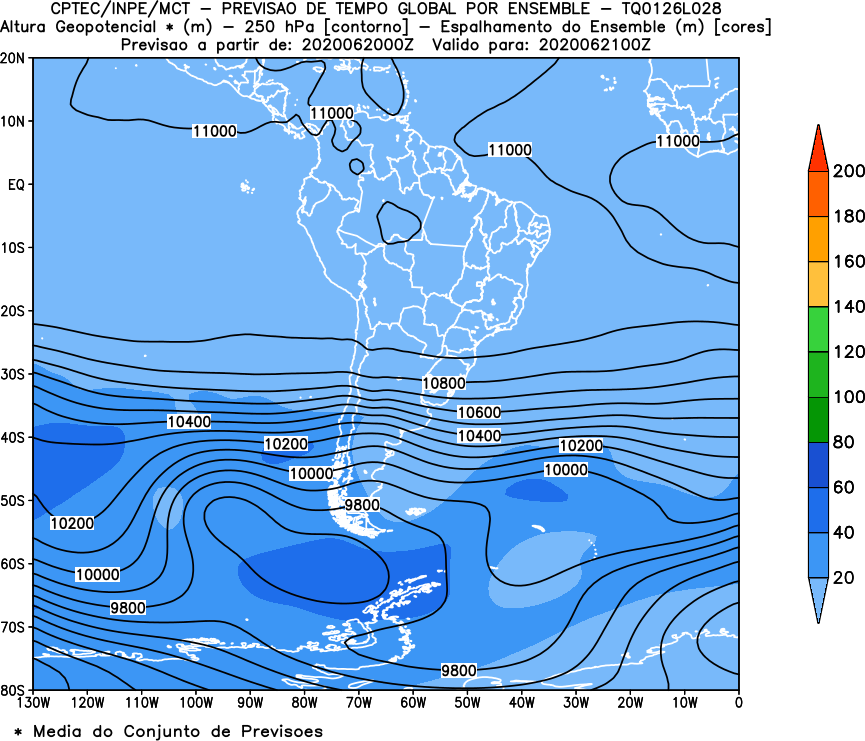 CPTEC/INPE/MCT − PREVISAO DE TEMPO GLOBAL POR ENSEMBLE − TQ0126L028
Altura Geopotencial * (m) − 250 hPa [contorno] − Espalhamento do Ensemble (m) [cores]
Previsao a partir de: 2020062000Z Valido para: 2020062100Z
20N
11000
11000
10N
11000
11000
EQ
10S
20S
30S
10800
10600
10400
10400
40S
10200
10200
10000
10000
50S
9800
10200
60S
10000
9800
70S
9800
80S
130W 120W 110W 100W 90W 80W 70W 60W 50W 40W 30W 20W 10W 0
200
180
160
140
120
100
80
60
40
20
* Media do Conjunto de Previsoes